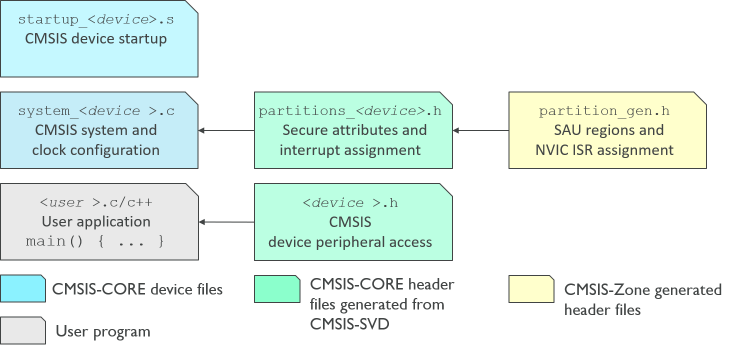 startup_<device>.s
CMSIS device startup
system_<device >.c
CMSIS system and
clock configuration
partitions_<device>.h
Secure attributes and
interrupt assignment
partition_gen.h
SAU regions and
NVIC ISR assignment
<user >.c/c++
User application
main() { ... }
<device >.h
CMSIS
device peripheral access
CMSIS-CORE device files
CMSIS-CORE header
files generated from
CMSIS-SVD
CMSIS-Zone generated
header files
User program